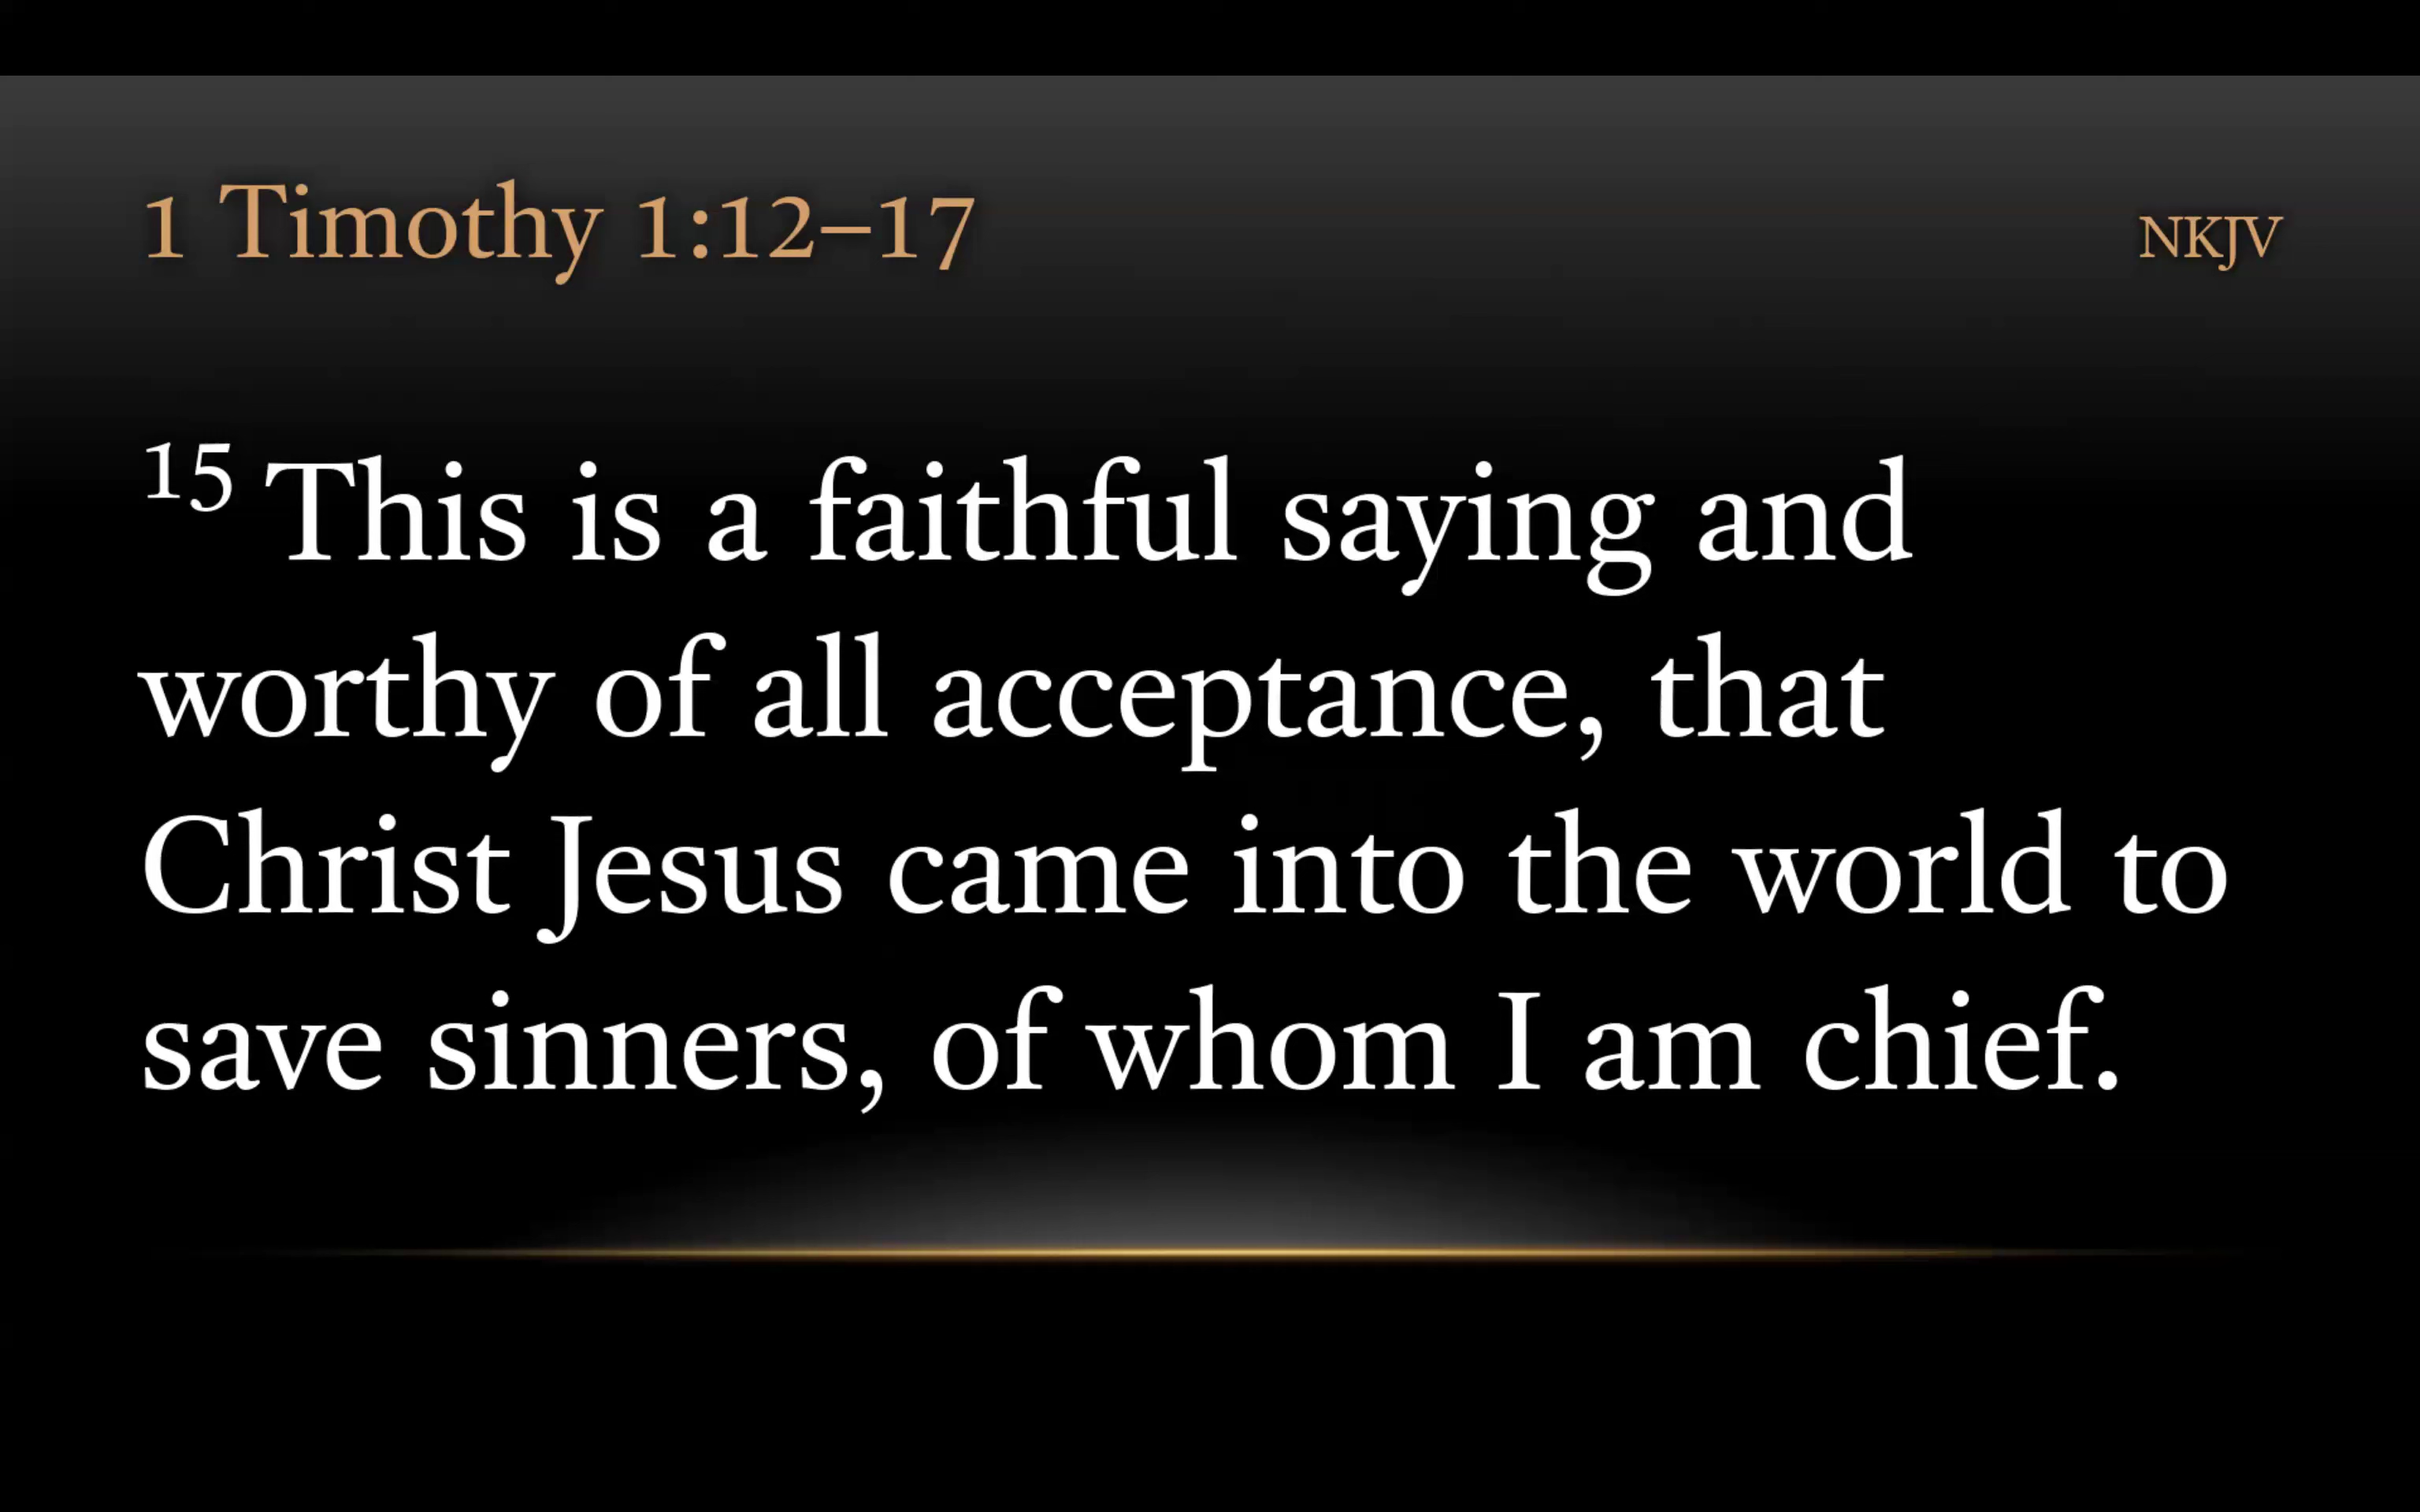 1 Timothy 1:12–17
NKJV
15 This is a faithful saying and
worthy of all acceptance, that
Christ Jesus came into the world to
save sinners, of whom I am chief.